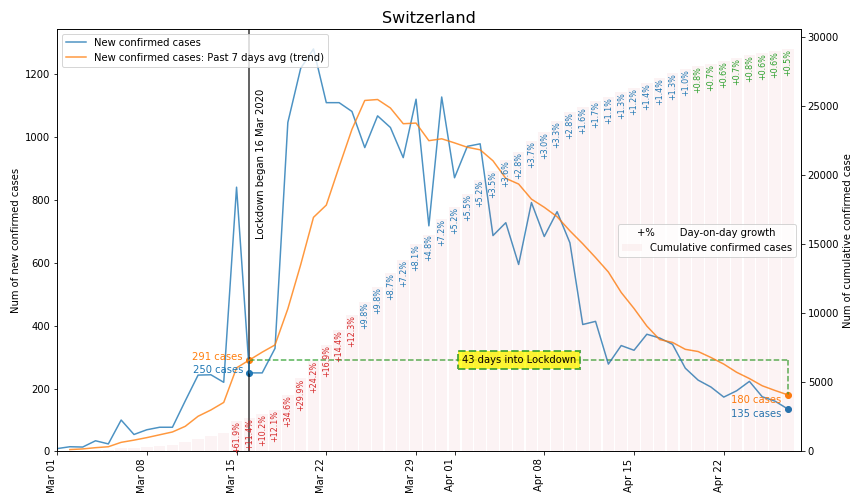 Switzerland
New confirmed cases
New confirmed cases: Past 7 days avg (trend)
Num of new confirmed cases
1200
1000
800
600
400
200
0
Num of cumulative confirmed case
30000
25000
20000
15000
10000
5000
0
Lockdown began 16 Mar 2020
+% Day-on-day growth
Cumulative confirmed cases
291 cases
250 cases
43 days into Lockdown
180 cases
135 cases
+61.9%
+11.4%
+10.2%
+12.1%
+34.6%
+29.9%
+24.2%
+16.9%
+14.4%
+12.3%
+9.8%
+9.8%
+8.7%
+7.2%
+8.1%
+4.8%
+7.2%
+5.2%
+5.5%
+5.2%
+3.5%
+3.6%
+2.8%
+3.7%
+3.0%
+3.3%
+2.8%
+1.6%
+1.7%
+1.1%
+1.3%
+1.2%
+1.4%
+1.4%
+1.3%
+1.0%
+0.8%
+0.7%
+0.6%
+0.7%
+0.8%
+0.6%
+0.6%
+0.5%
Mar 01
Mar 08
Mar 15
Mar 22
Mar 29
Apr 01
Apr 08
Apr 15
Apr 22